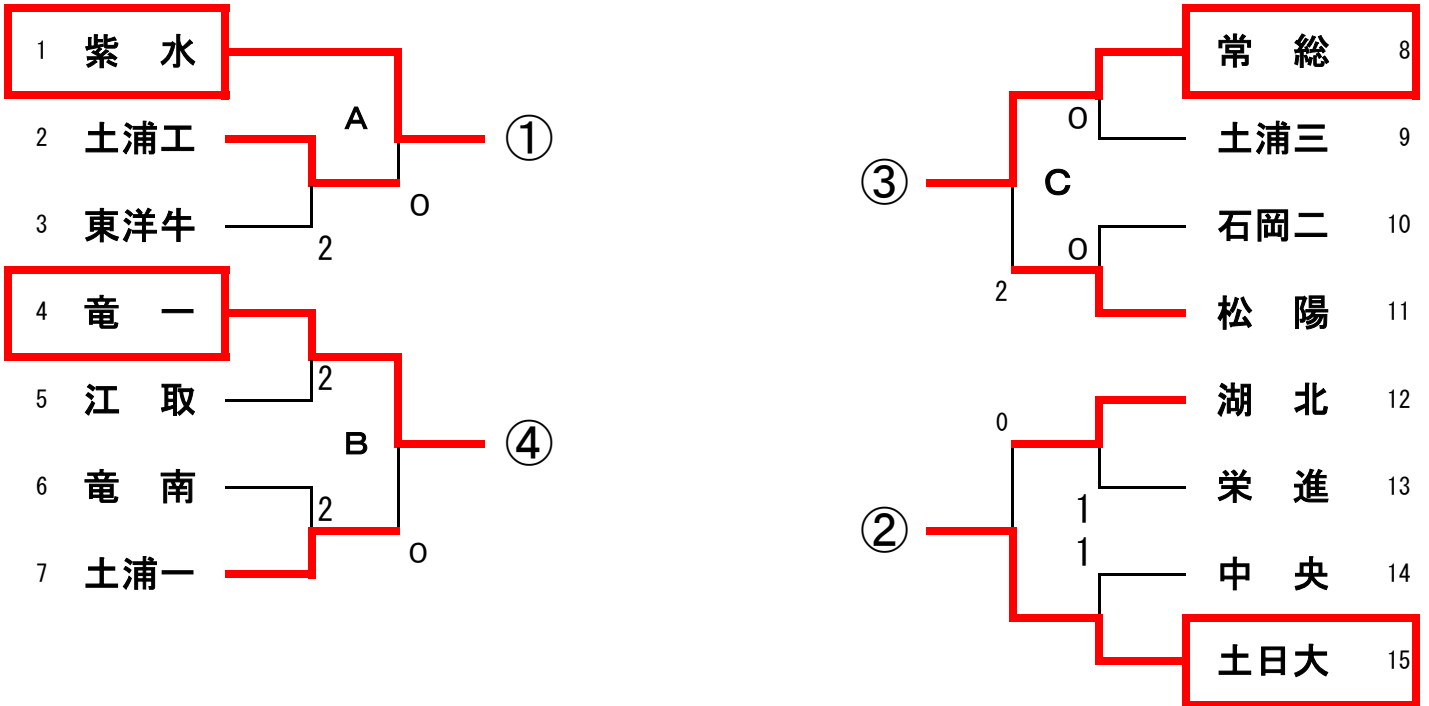 1 紫 水
2 土浦工
3 東洋牛
4 竜 一
5 江 取
6 竜 南
7 土浦一
A
①
0
2
2
B
④
2
0
常 総 8
土浦三 9
石岡二 10
松 陽 11
湖 北 12
栄 進 13
中 央 14
土日大 15
0
③
C
0
2
0
1
②
1